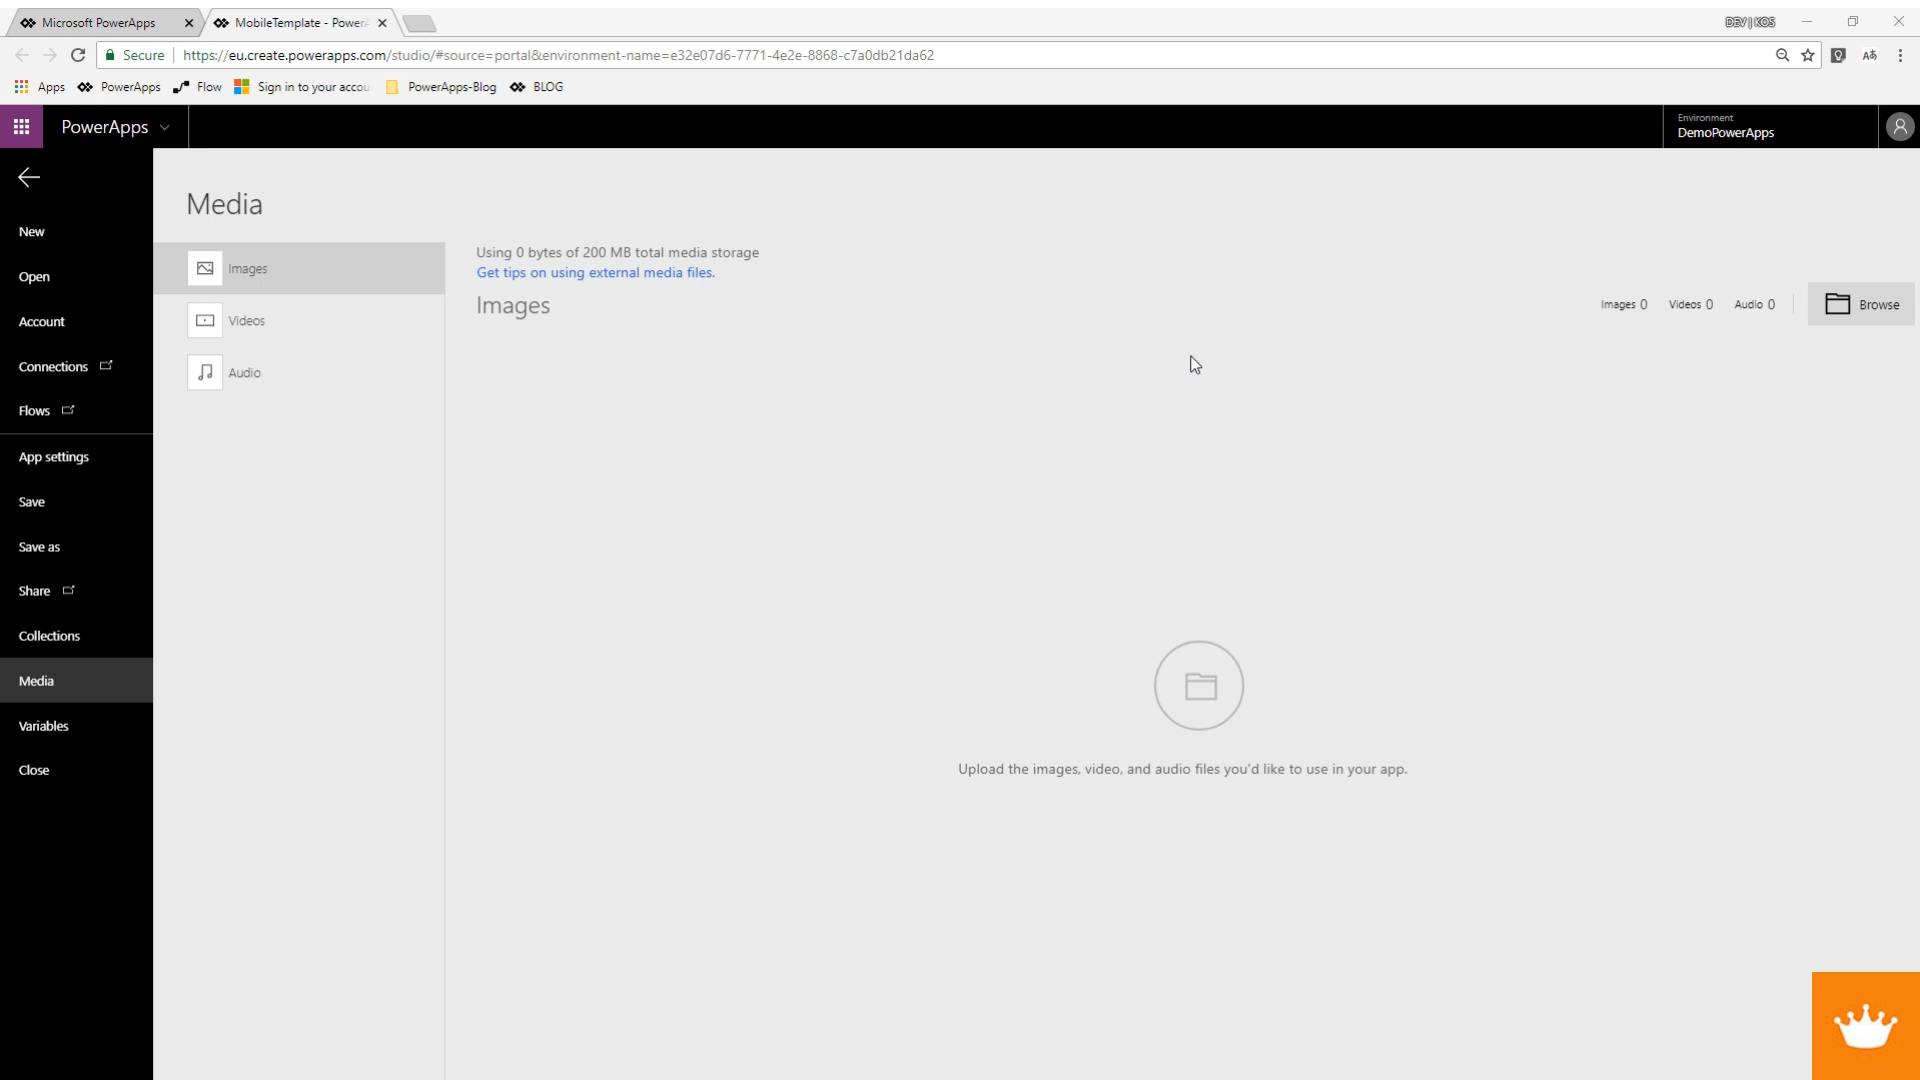 Microsoft PowerApps
MobileTemplate - Power
DEV|KOS
Secure
https://eu.create.powerapps.com/studio/#source=portal&environment-name=e32e07d6-7771-4e2e-8868-c7a0db21da62
Apps
PowerApps
Flow
Sign in to your accou
PowerApps-Blog
BLOG
PowerApps
Environment
DemoPowerApps
New
Open
Account
Connections
Flows
App settings
Save
Save as
Share
Collections
Media
Variables
Close
Media
Images
Videos
Audio
Using 0 bytes of 200 MB total media storage
Get tips on using external media files.
Images
Images 0 Videos 0 Audio 0
Browse
Upload the images, video, and audio files you'd like to use in your app.